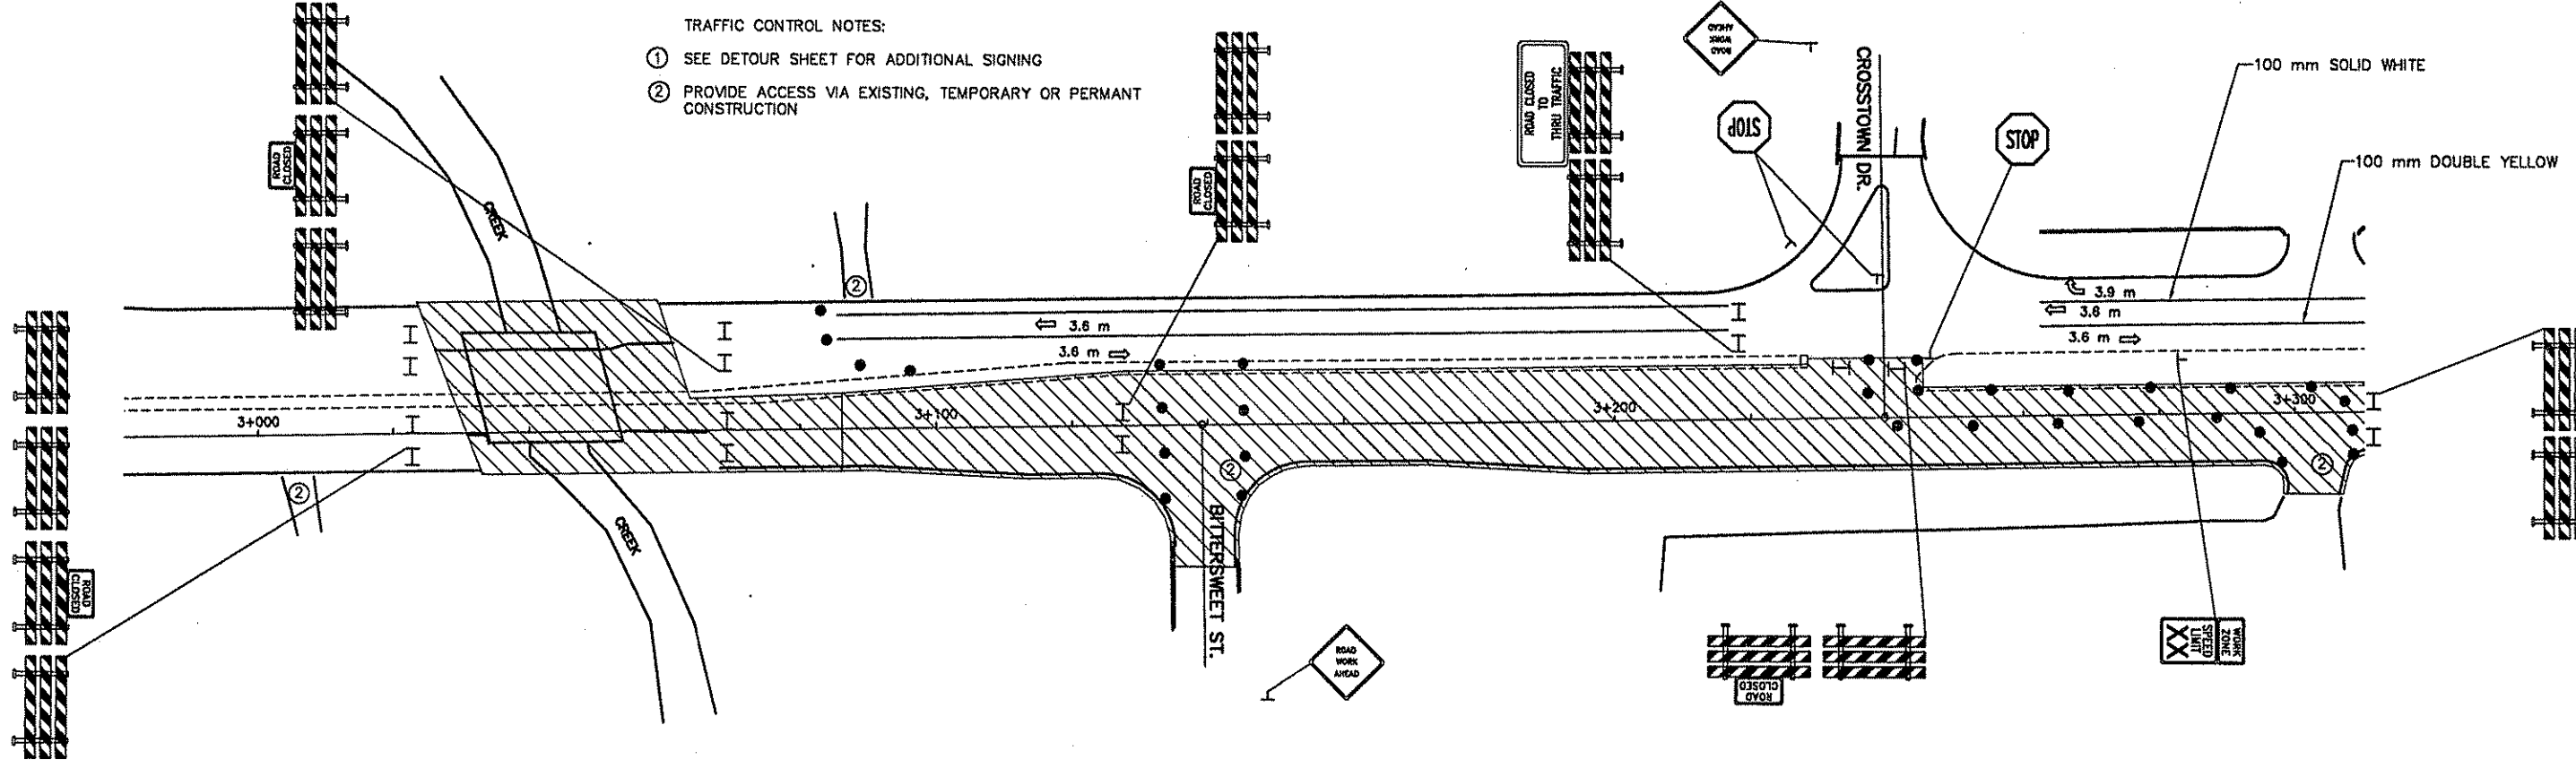 TRAFFIC CONTROL NOTES:
1 SEE DETOUR SHEET FOR ADDITIONAL SIGNING
2 PROVIDE ACCESS VIA EXISTING, TEMPORARY OR PERMANT
CONSTRUCTION
ROAD
CLOSED
CREEK
2
ROAD
CLOSED
ROAD CLOSED
TO
THRU TRAFFIC
ROAD
WORK
AHEAD
STOP
CROSSTOWN DR.
STOP
100 mm SOLID WHITE
100 mm DOUBLE YELLOW
3.9 m
3.6 m
3.6 m
3.6 m
3.6 m
3+000
3+100
3+200
3+300
2
2
2
BITTERSWEET ST.
CREEK
ROAD
CLOSED
ROAD
WORK
AHEAD
ROAD
CLOSED
WORK
ZONE
SPEED
LIMIT
XX